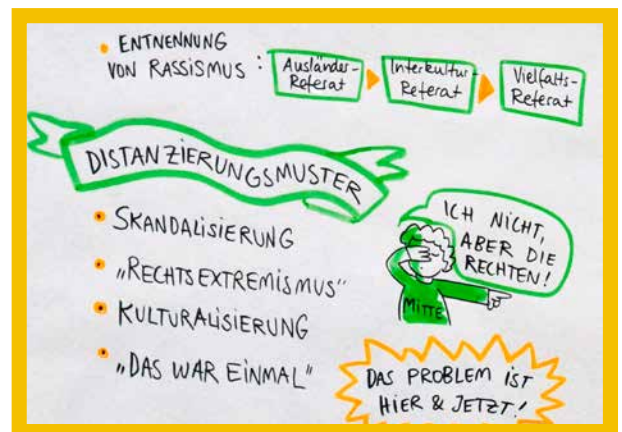 • ENTNENNUNG
VON RASSISMUS :
Ausländer-
Referat
Interkultur-
Referat
Vielfalts-
Referat
DISTANZIERUNGSMUSTER
• SKANDALISIERUNG
• „RECHTSEXTREMISMUS“
• KULTURALISIERUNG
• „DAS WAR EINMAL“
ICH NICHT,
ABER DIE
RECHTEN!
MITTE
DAS PROBLEM IST
HIER & JETZT!